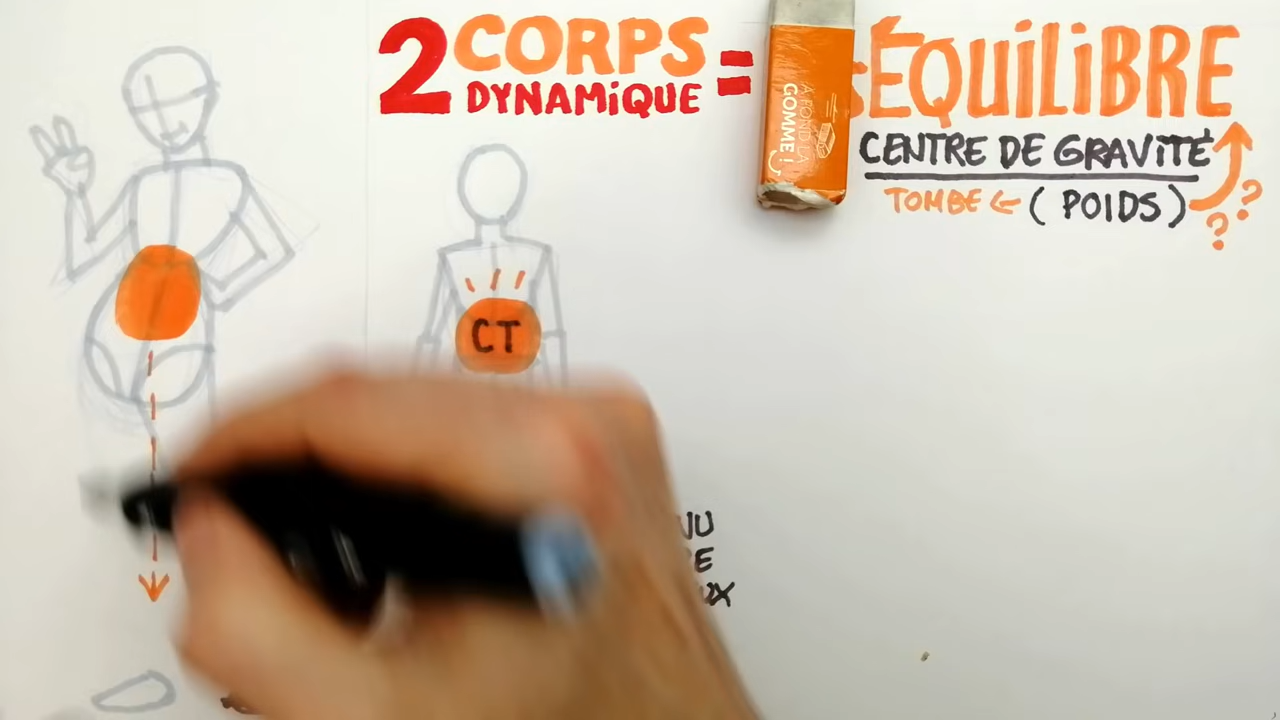 2 CORPS = ÉQUiLiBRE
DYNAMiQUE
CENTRE DE GRAViTÉ
TOMBE ← ( POIDS )
? ?
À FOND LA
GOMME !
CT